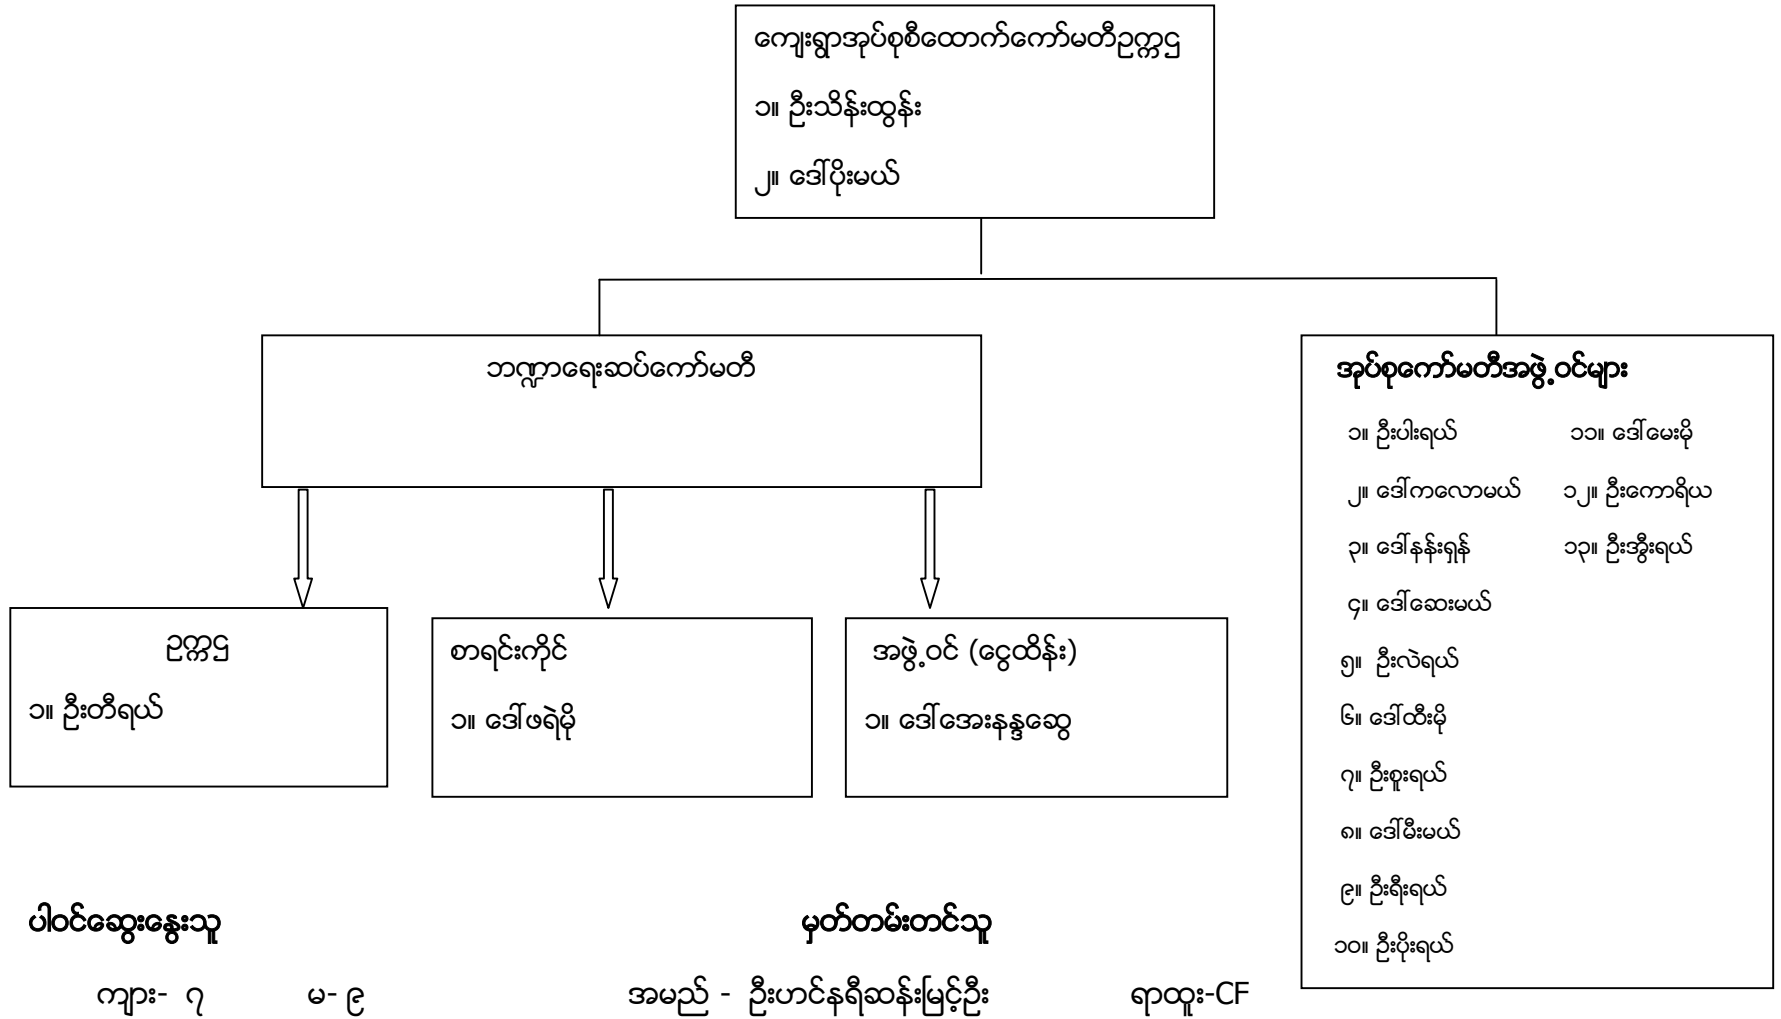 ကျေးရွာအုပ်စုစီထောက်ကော်မတီဥက္ကဌ
၁။ ဦးသိန်းထွန်း
၂။ ဒေါ်ပိုးမယ်
ဘဏ္ဍာရေးဆပ်ကော်မတီ
ဥက္ကဌ
၁။ ဦးတီရယ်
စာရင်းကိုင်
၁။ ဒေါ်ဖရဲမို
အဖွဲ့ဝင် (ငွေထိန်း)
၁။ ဒေါ်အေးနန္ဒဆွေ
အုပ်စုကော်မတီအဖွဲ့ဝင်များ
၁။ ဦးပါးရယ် ၁၁။ ဒေါ်မေးမို
၂။ ဒေါ်ကလောမယ် ၁၂။ ဦးကောရိယ
၃။ ဒေါ်နန်းရှန် ၁၃။ ဦးအွီးရယ်
၄။ ဒေါ်ဆေးမယ်
၅။ ဦးလဲရယ်
၆။ ဒေါ်ထီးမို
၇။ ဦးစူးရယ်
၈။ ဒေါ်မီးမယ်
၉။ ဦးရီးရယ်
၁၀။ ဦးပိုးရယ်
ပါဝင်ဆွေးနွေးသူ မှတ်တမ်းတင်သူ
ကျား- ၇ မ- ၉ အမည် - ဦးဟင်နရီဆန်းမြင့်ဦး ရာထူး-CF